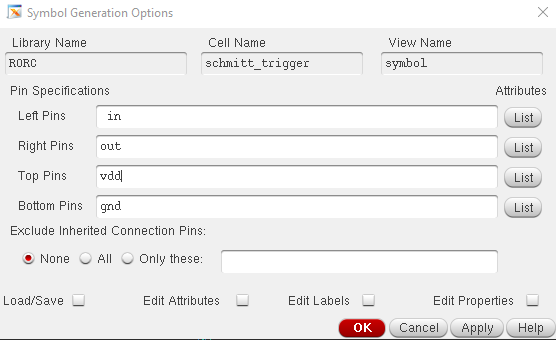 Symbol Generation Options
Library Name Cell Name View Name
RORC schmitt_trigger symbol
Pin Specifications Attributes
Left Pins in List
Right Pins out List
Top Pins vdd List
Bottom Pins gnd List
Exclude Inherited Connection Pins:
None All Only these:
Load/Save Edit Attributes Edit Labels Edit Properties
OK Cancel Apply Help